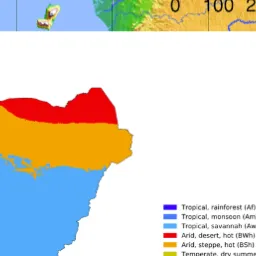 0 100 2
Tropical, rainforest (Af)
Tropical, monsoon (Am
Tropical, savannah (Aw
Arid, desert, hot (BWh)
Arid, steppe, hot (BSh)
Temperate, dry summe